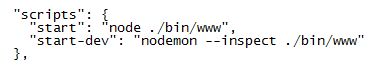 "scripts": {
  "start": "node ./bin/www",
  "start-dev": "nodemon --inspect ./bin/www"
},